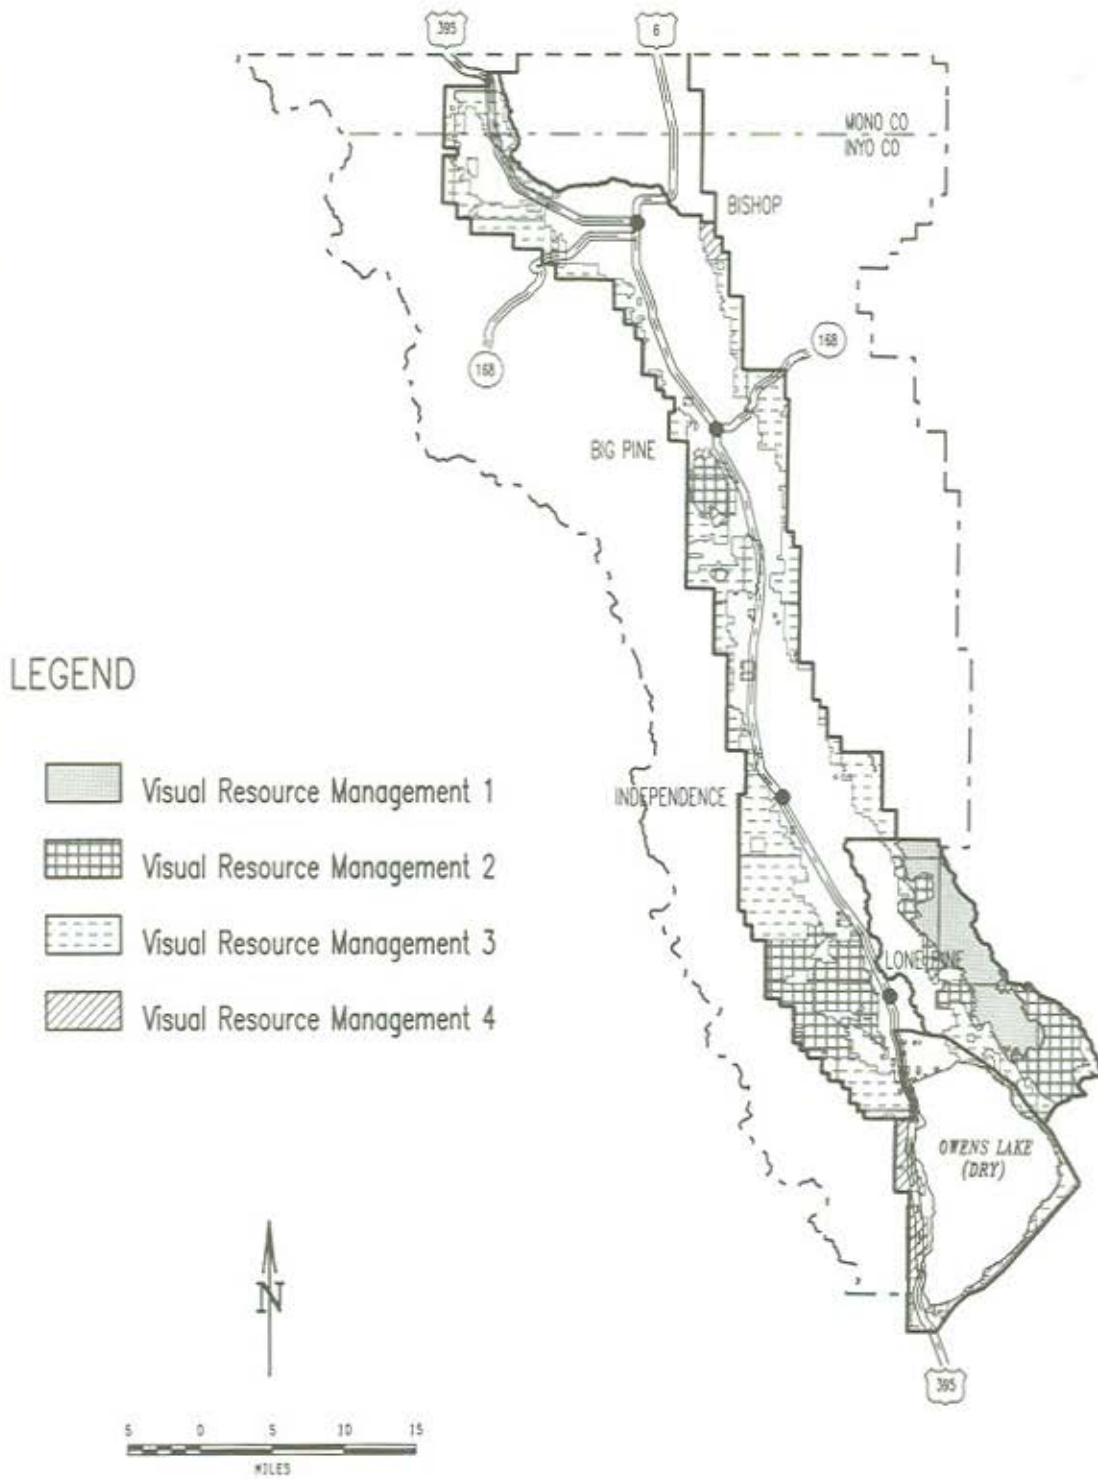 395
6
MONO CO
INYO CO
BISHOP
168
168
BIG PINE
LEGEND
Visual Resource Management 1
INDEPENDENCE
Visual Resource Management 2
Visual Resource Management 3
LONE PINE
Visual Resource Management 4
OWENS LAKE
(DRY)
N
395
5 0 5 10 15
MILES